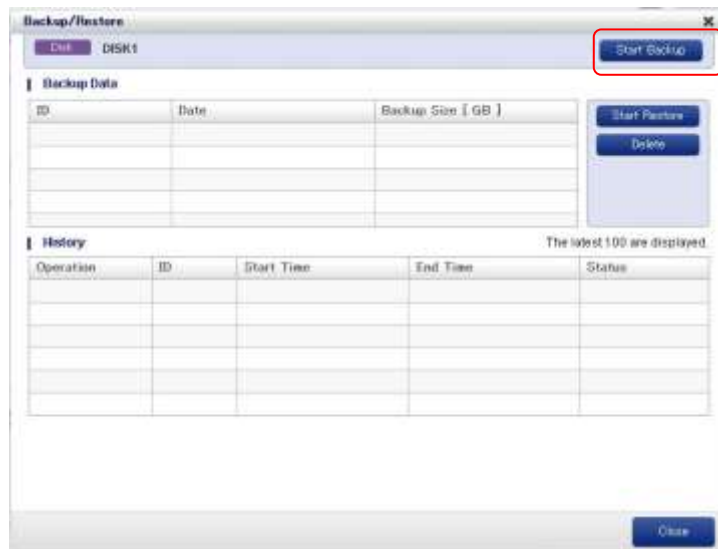 Backup/Restore
Disk DISK1 Start Backup
Backup Data
ID Date Backup Size [ GB ]
Start Restore
Delete
History The latest 100 are displayed.
Operation ID Start Time End Time Status
Close